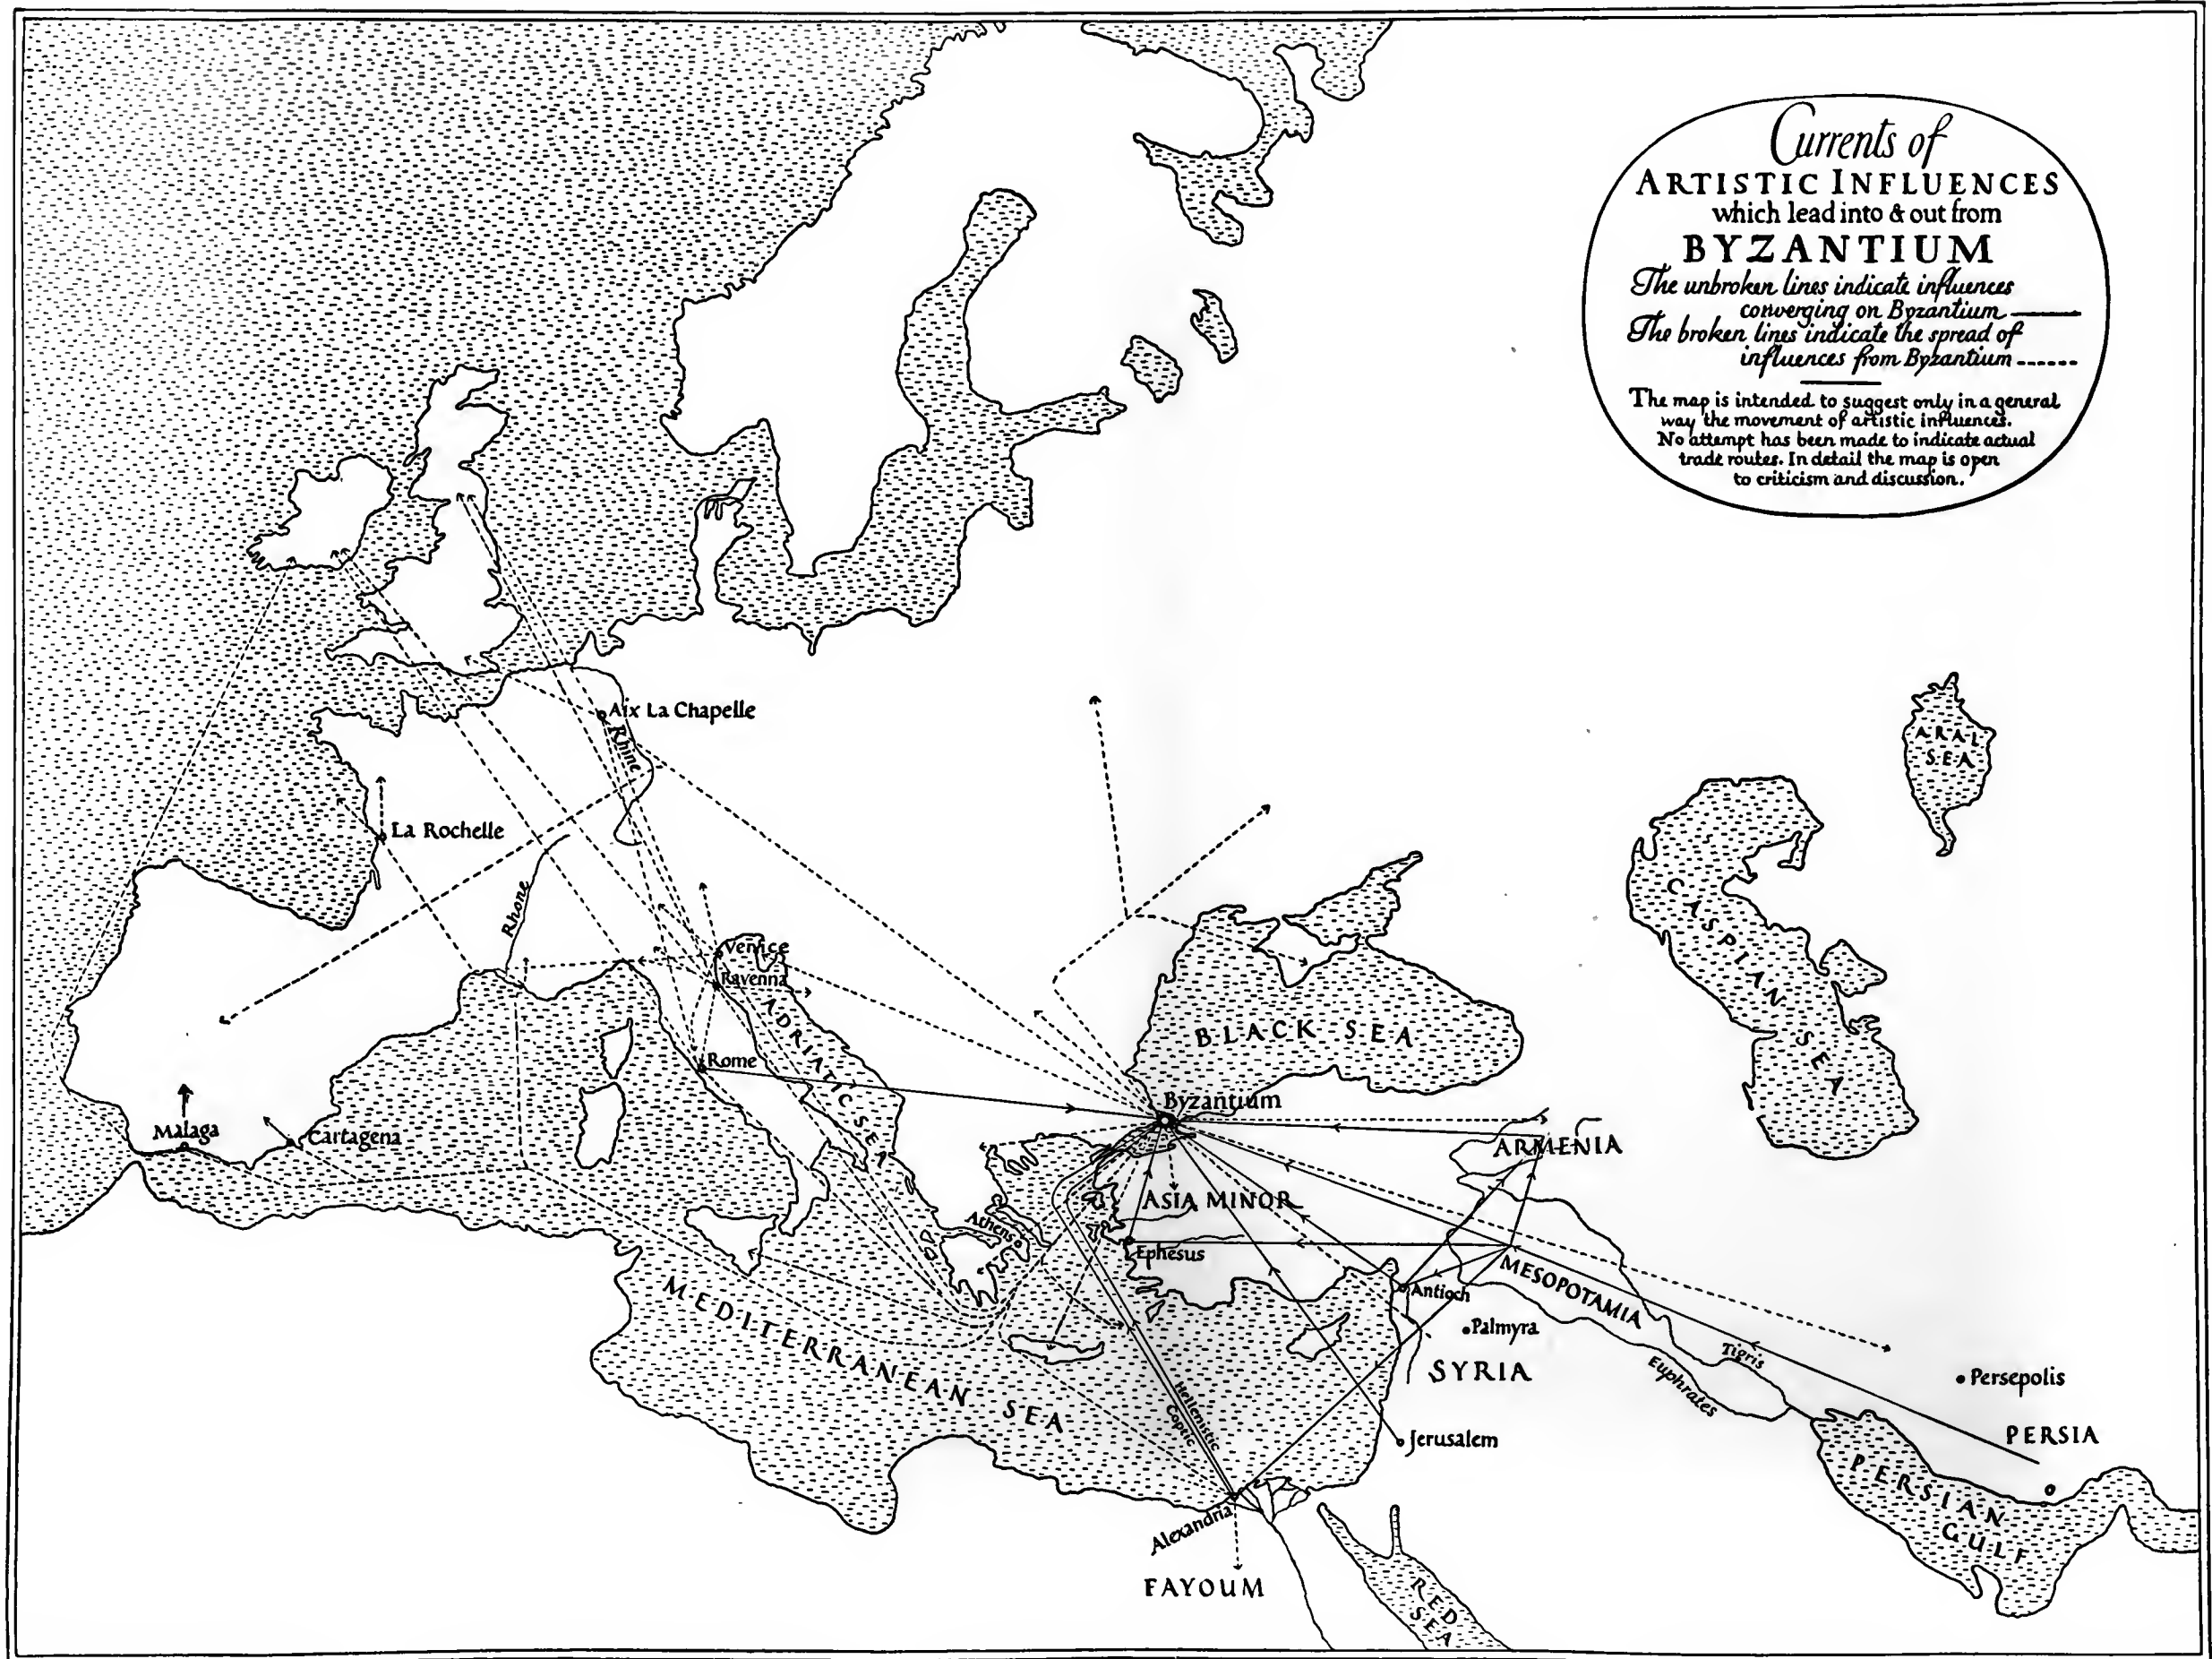 Currents of
ARTISTIC INFLUENCES
which lead into & out from
BYZANTIUM
The unbroken lines indicate influences
converging on Byzantium
The broken lines indicate the spread of
influences from Byzantium
The map is intended to suggest only in a general
way the movement of artistic influences.
No attempt has been made to indicate actual
trade routes. In detail the map is open
to criticism and discussion.
Aix La Chapelle
Rhine
ARAL
SEA
La Rochelle
Rhone
CASPIAN SEA
Venice
Ravenna
ADRIATIC SEA
BLACK SEA
Rome
Byzantium
Malaga
Cartagena
ARMENIA
ASIA MINOR
Athens
Ephesus
MESOPOTAMIA
Antioch
MEDITERRANEAN SEA
Palmyra
Tigris
SYRIA
Euphrates
Persepolis
Hellenistic
Coptic
Jerusalem
PERSIA
PERSIAN
GULF
Alexandria
FAYOUM
RED
SEA